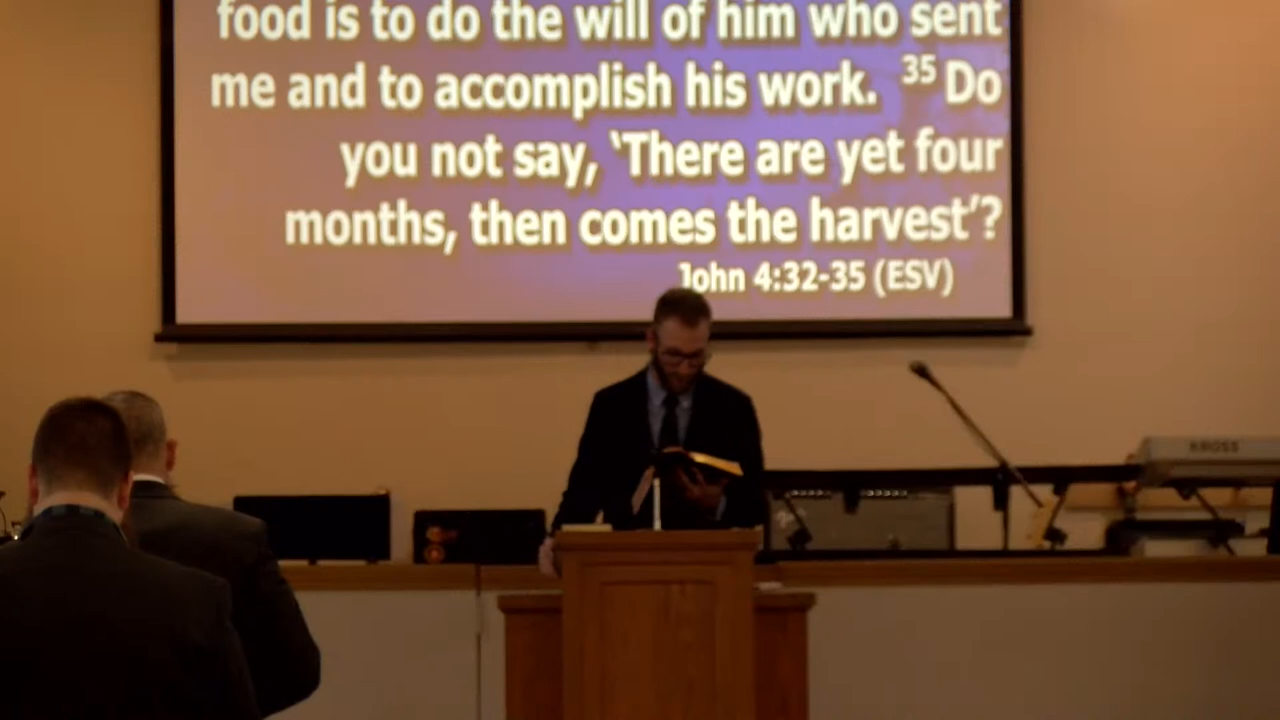 food is to do the will of him who sent
me and to accomplish his work. ³⁵ Do
you not say, ‘There are yet four
months, then comes the harvest’?
John 4:32-35 (ESV)
KROSS